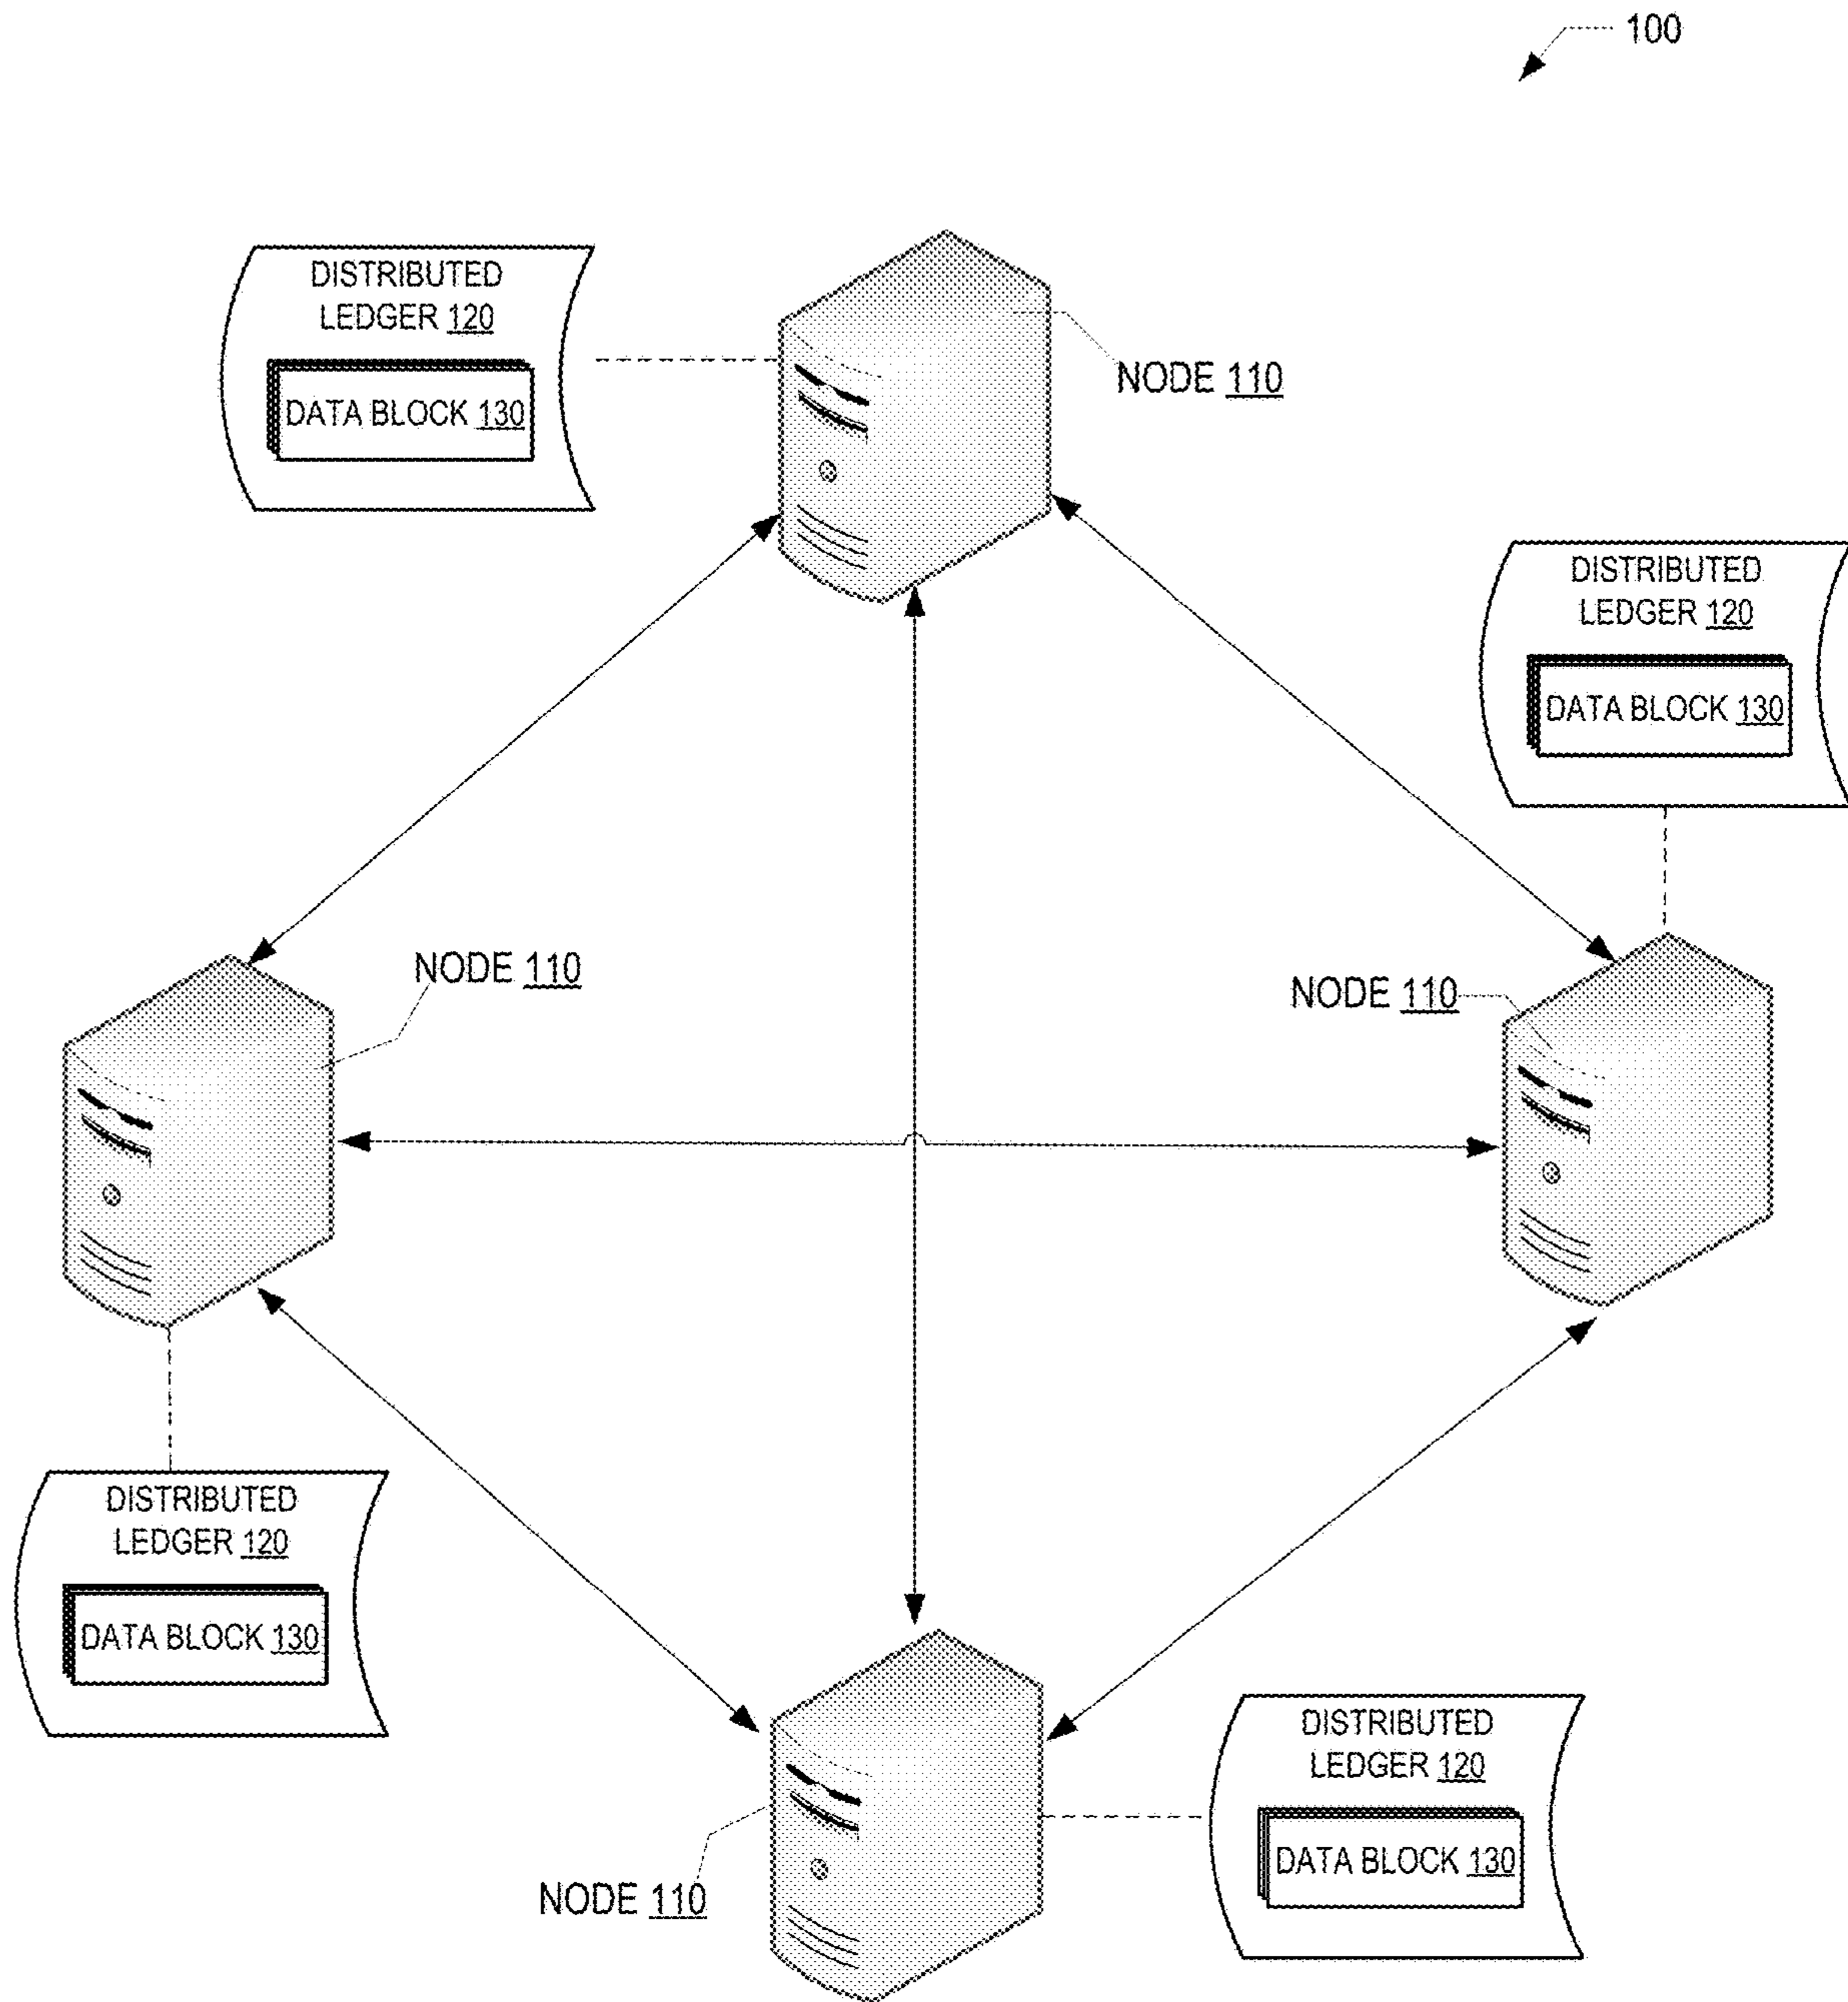 100
DISTRIBUTED
LEDGER 120
DATA BLOCK 130
NODE 110
DISTRIBUTED
LEDGER 120
DATA BLOCK 130
NODE 110
NODE 110
DISTRIBUTED
LEDGER 120
DATA BLOCK 130
DISTRIBUTED
LEDGER 120
DATA BLOCK 130
NODE 110